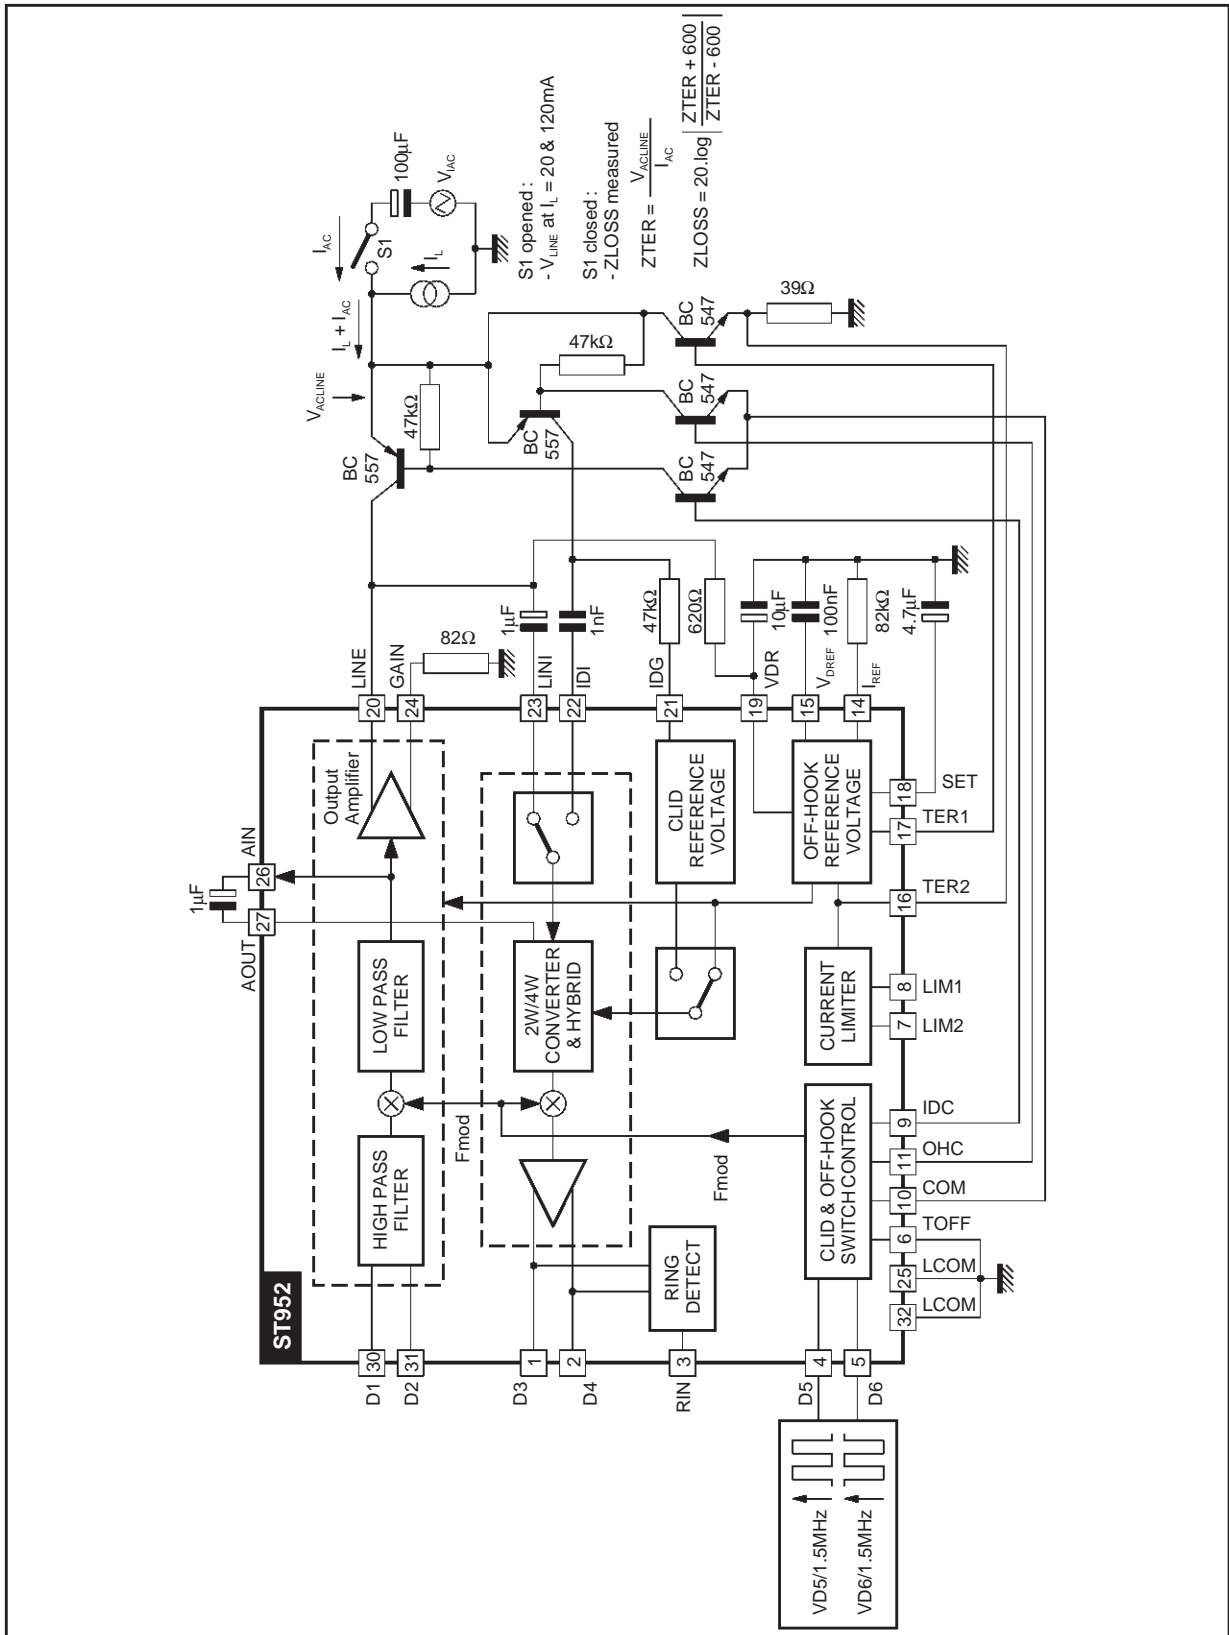 ST952
D1
30
D2
31
D3
1
D4
2
RIN
3
D5
4
D6
5
VD5/1.5MHz
VD6/1.5MHz
HIGH PASS
FILTER
LOW PASS
FILTER
Output
Amplifier
Fmod
2W/4W
CONVERTER
& HYBRID
RING
DETECT
CLID
REFERENCE
VOLTAGE
OFF-HOOK
REFERENCE
VOLTAGE
CURRENT
LIMITER
CLID & OFF-HOOK
SWITCH CONTROL
Fmod
AOUT
27
1µF
26
AIN
20
LINE
24
GAIN
82Ω
23
LINI
1µF
22
IDI
1nF
21
IDG
47kΩ
620Ω
19
VDR
10µF
15
VDREF
100nF
14
IREF
82kΩ
4.7µF
18
SET
17
TER1
16
TER2
8
LIM1
7
LIM2
9
IDC
11
OHC
10
COM
6
TOFF
25
LCOM
32
LCOM
BC
557
47kΩ
VACLINE
IL + IAC
IAC
S1
100µF
VIAC
IL
BC
557
47kΩ
BC
547
BC
547
BC
547
39Ω
S1 opened :
- VLINE at IL = 20 & 120mA
S1 closed :
- ZLOSS measured
ZTER = VACLINE
IAC
ZLOSS = 20.log | ZTER + 600 |
ZTER - 600